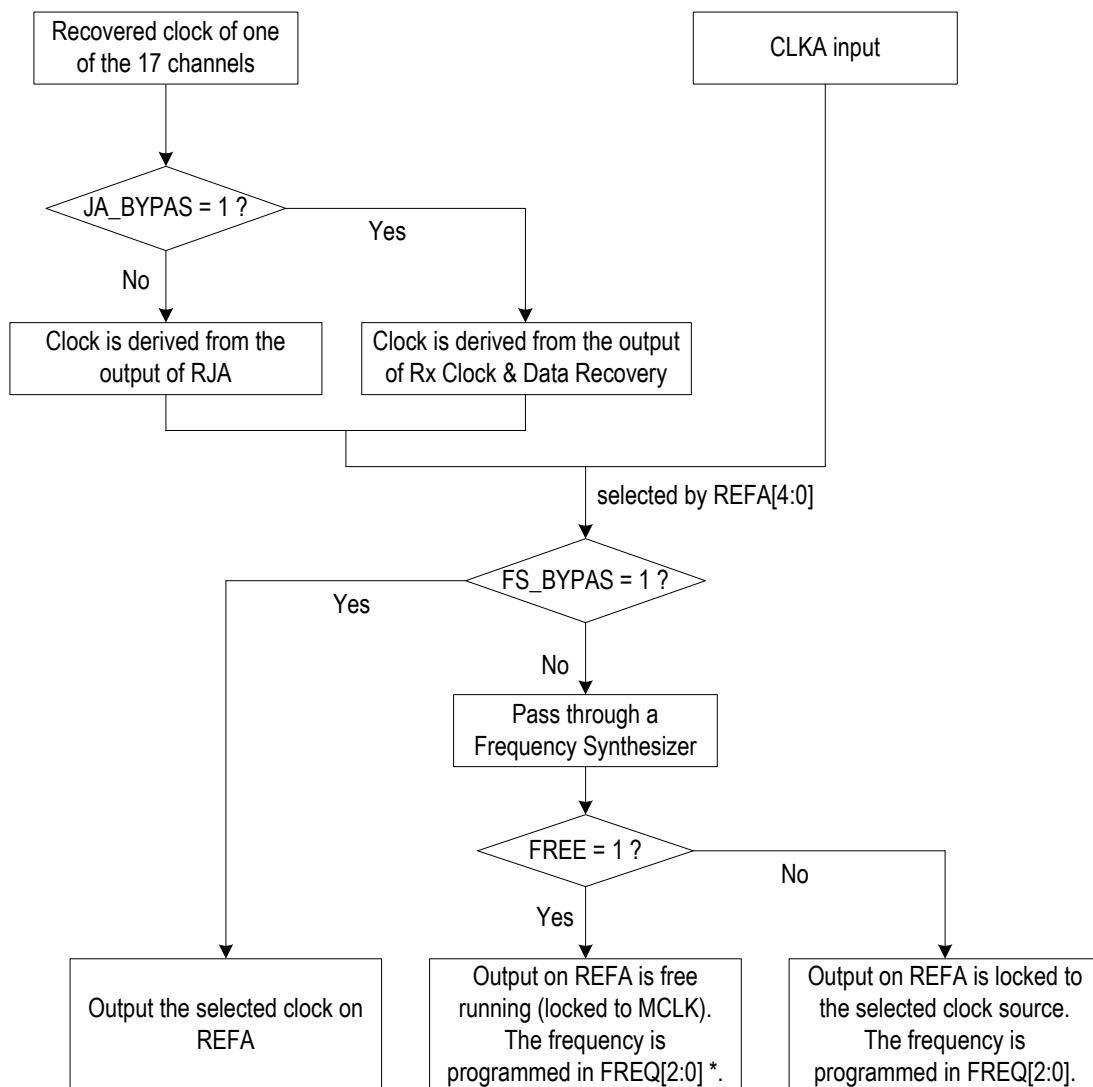 Recovered clock of one
of the 17 channels
CLKA input
JA_BYPAS = 1 ?
Yes
No
Clock is derived from the
output of RJA
Clock is derived from the output
of Rx Clock & Data Recovery
selected by REFA[4:0]
FS_BYPAS = 1 ?
Yes
No
Pass through a
Frequency Synthesizer
FREE = 1 ?
No
Yes
Output the selected clock on
REFA
Output on REFA is free
running (locked to MCLK).
The frequency is
programmed in FREQ[2:0] *.
Output on REFA is locked to
the selected clock source.
The frequency is
programmed in FREQ[2:0].